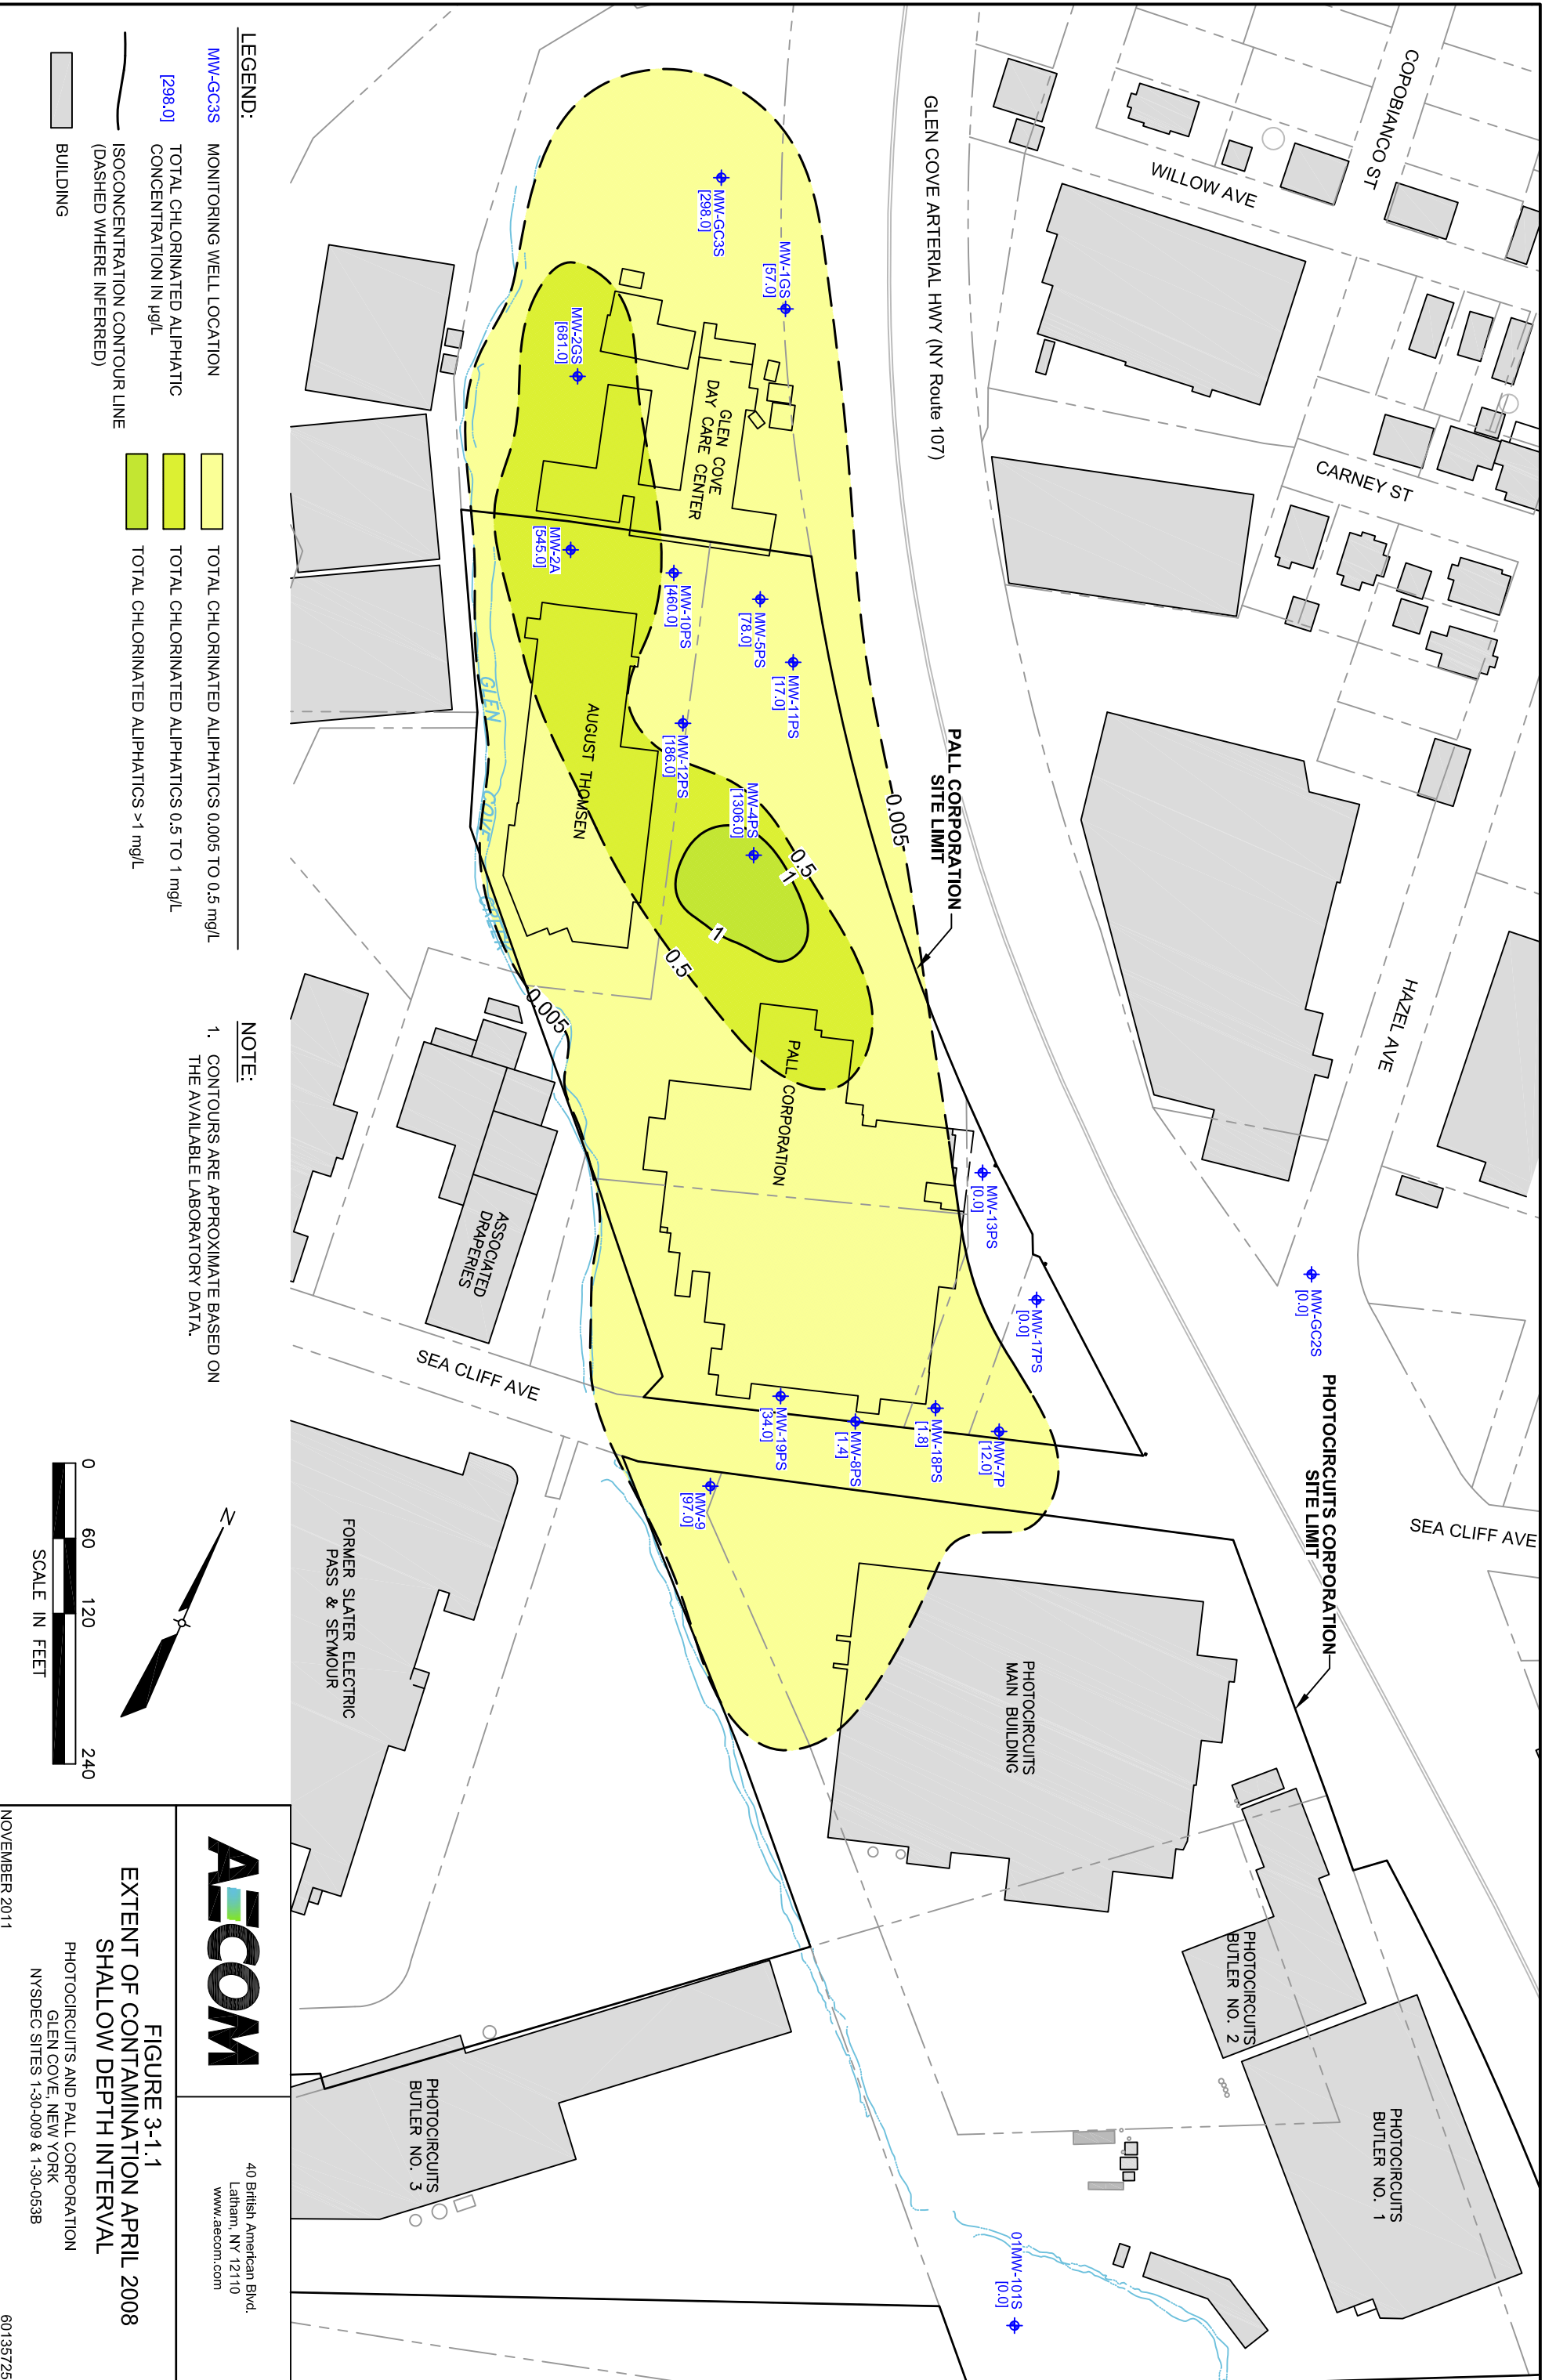 COPOBIANCO ST
WILLOW AVE
CARNEY ST
HAZEL AVE
SEA CLIFF AVE
GLEN COVE ARTERIAL HWY (NY Route 107)
PALL CORPORATION
SITE LIMIT
PHOTOCIRCUITS CORPORATION
SITE LIMIT
MW-GC2S
[0.0]
MW-GC3S
[298.0]
MW-1GS
[57.0]
MW-2GS
[681.0]
GLEN COVE
DAY CARE CENTER
MW-2A
[545.0]
MW-10PS
[460.0]
MW-5PS
[78.0]
MW-11PS
[17.0]
MW-12PS
[186.0]
MW-4PS
[1306.0]
0.005
0.5
1
1
0.5
0.005
AUGUST THOMSEN
GLEN COVE CREEK
PALL CORPORATION
MW-13PS
[0.0]
MW-17PS
[0.0]
MW-7P
[12.0]
MW-18PS
[1.8]
MW-8PS
[1.4]
MW-19PS
[34.0]
MW-9
[97.0]
ASSOCIATED
DRAPERIES
SEA CLIFF AVE
FORMER SLATER ELECTRIC
PASS & SEYMOUR
PHOTOCIRCUITS
MAIN BUILDING
PHOTOCIRCUITS
BUTLER NO. 2
PHOTOCIRCUITS
BUTLER NO. 1
PHOTOCIRCUITS
BUTLER NO. 3
01MW-101S
[0.0]
LEGEND:
MW-GC3S MONITORING WELL LOCATION
[298.0] TOTAL CHLORINATED ALIPHATIC
CONCENTRATION IN µg/L
ISOCONCENTRATION CONTOUR LINE
(DASHED WHERE INFERRED)
BUILDING
TOTAL CHLORINATED ALIPHATICS 0.005 TO 0.5 mg/L
TOTAL CHLORINATED ALIPHATICS 0.5 TO 1 mg/L
TOTAL CHLORINATED ALIPHATICS >1 mg/L
NOTE:
1. CONTOURS ARE APPROXIMATE BASED ON
THE AVAILABLE LABORATORY DATA.
N
0 60 120 240
SCALE IN FEET
AECOM
40 British American Blvd.
Latham, NY 12110
www.aecom.com
FIGURE 3-1.1
EXTENT OF CONTAMINATION APRIL 2008
SHALLOW DEPTH INTERVAL
PHOTOCIRCUITS AND PALL CORPORATION
GLEN COVE, NEW YORK
NYSDEC SITES 1-30-009 & 1-30-053B
NOVEMBER 2011
60135725